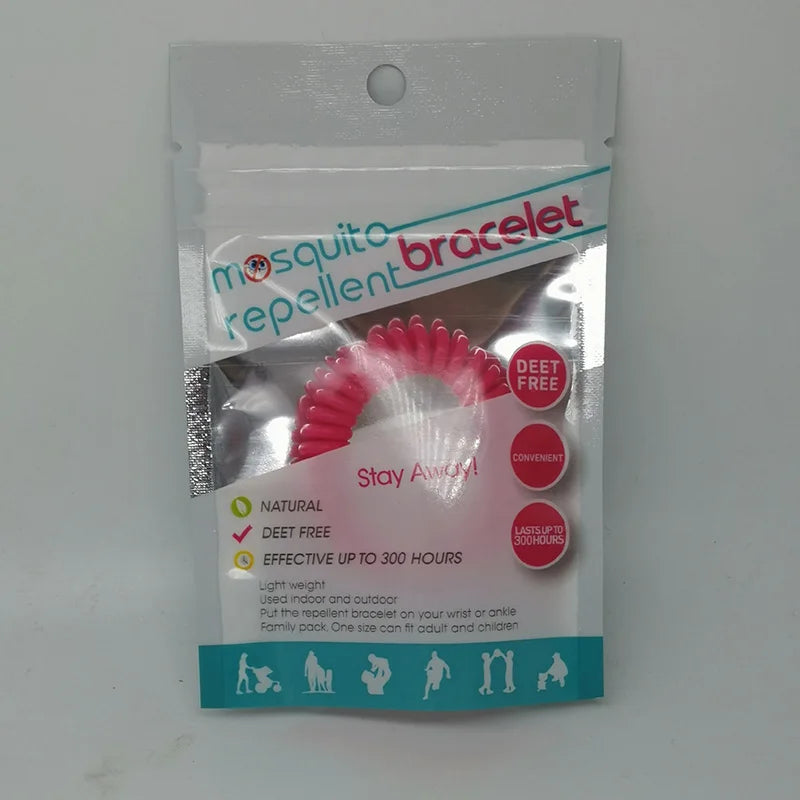 mosquito
repellent
bracelet
DEET
FREE
CONVENIENT
LASTS UP TO
300 HOURS
Stay Away!
NATURAL
DEET FREE
EFFECTIVE UP TO 300 HOURS
Light weight
Used indoor and outdoor
Put the repellent bracelet on your wrist or ankle
Family pack. One size can fit adult and children